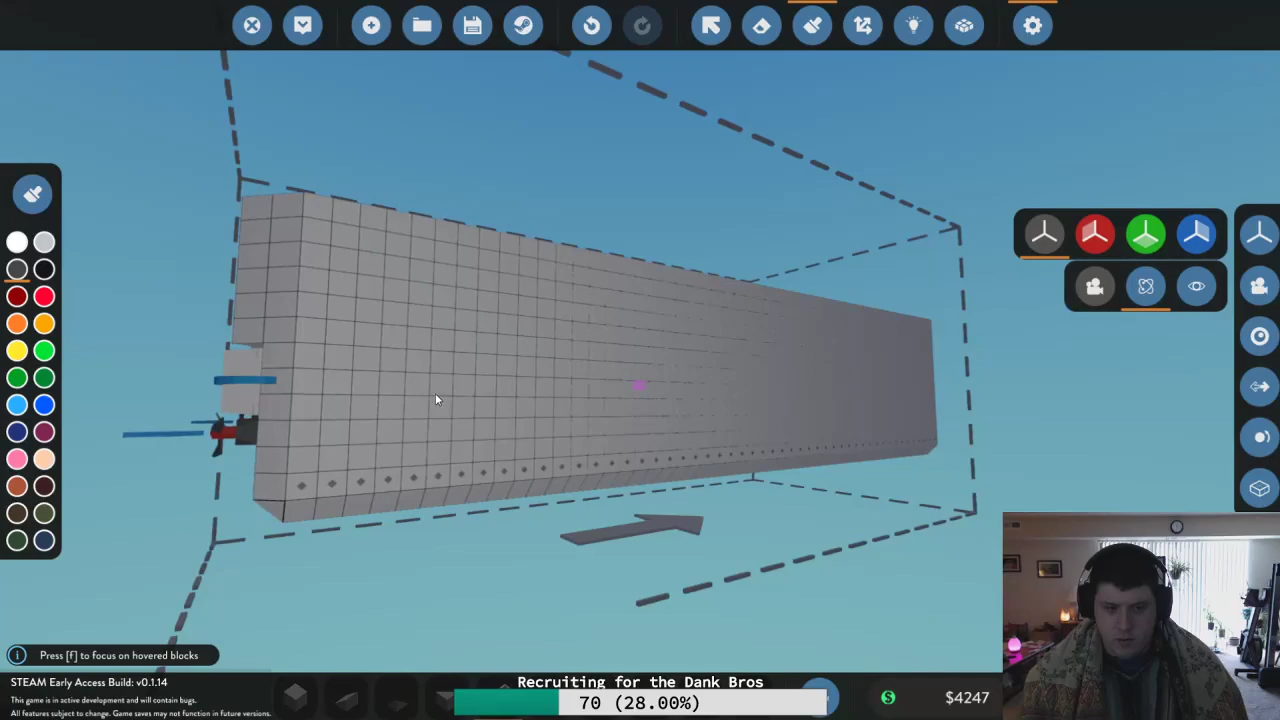 Press [f] to focus on hovered blocks
STEAM Early Access Build: v0.1.14
This game is in active development and will contain bugs.
All features subject to change. Game saves may not function in future versions.
Recruiting for the Dank Bros
70 (28.00%)
$
$4247